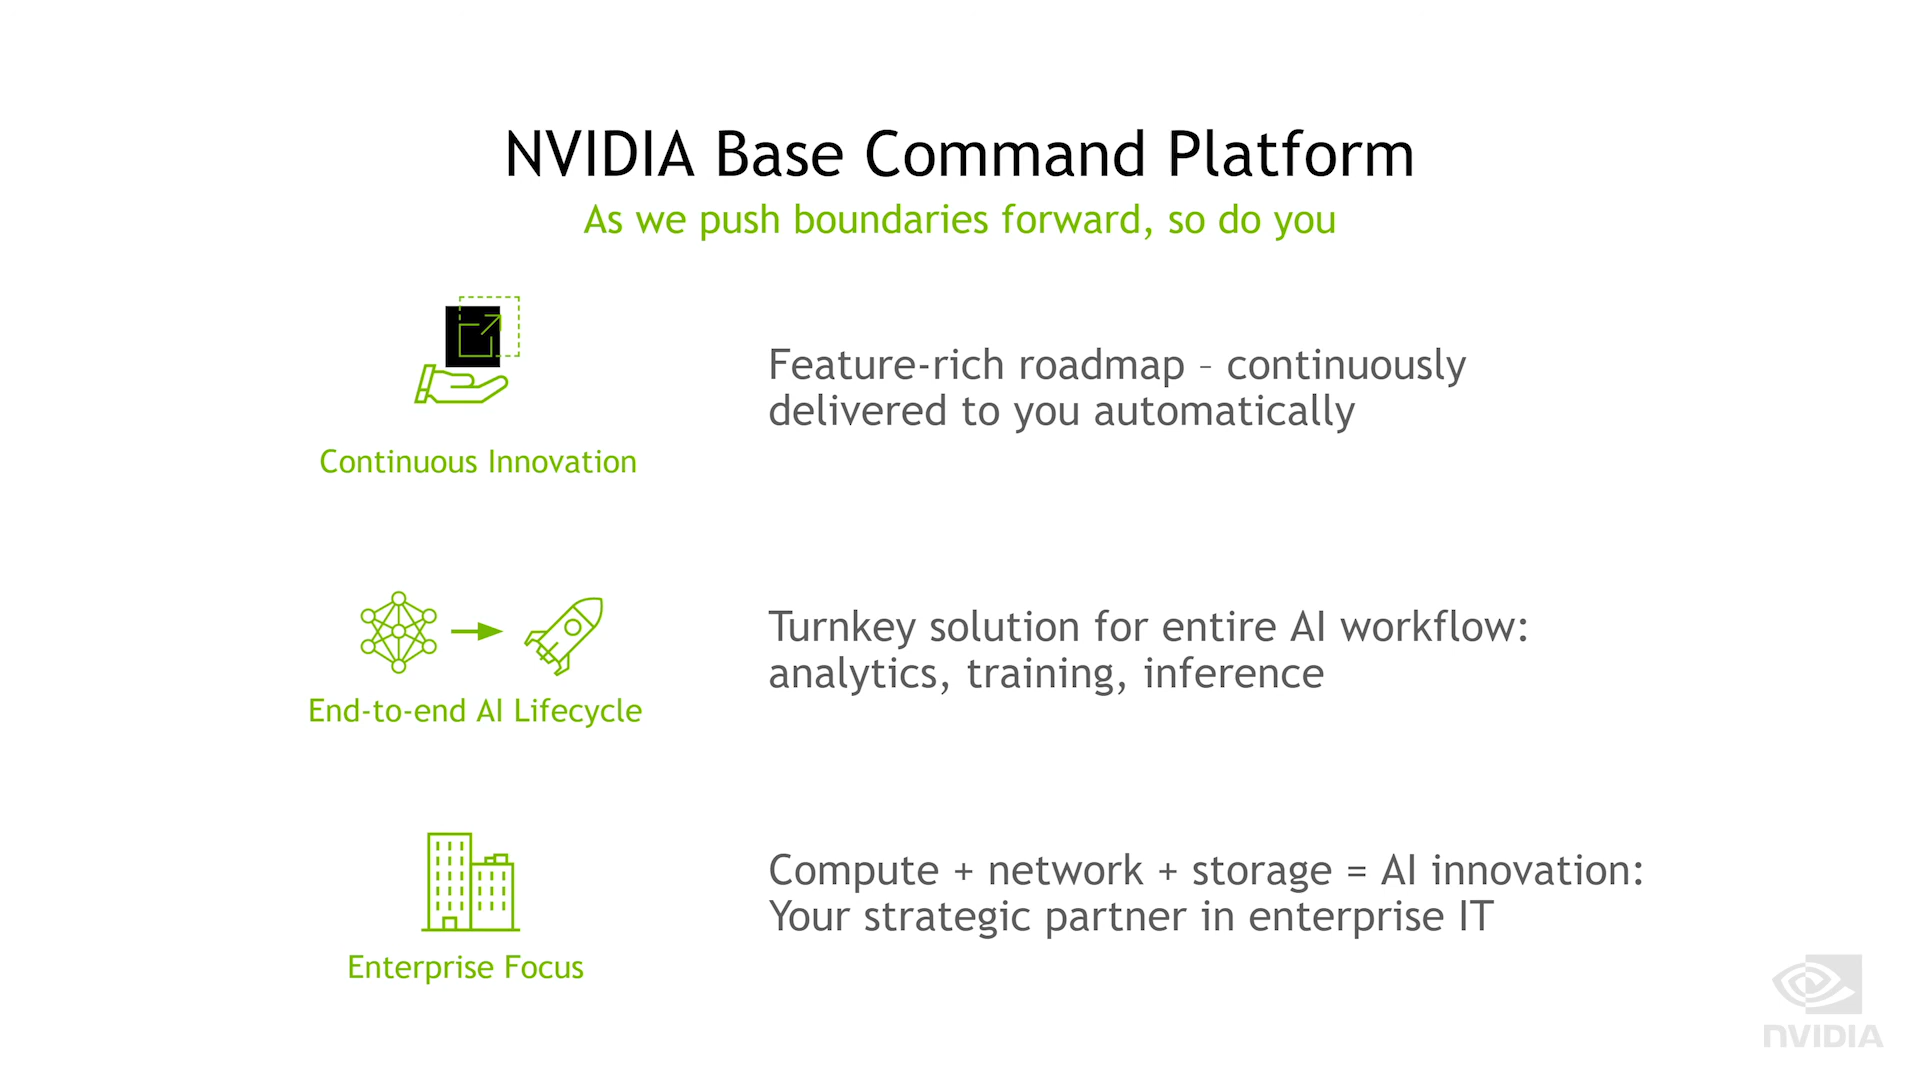 NVIDIA Base Command Platform
As we push boundaries forward, so do you
Feature-rich roadmap – continuously
delivered to you automatically
Continuous Innovation
Turnkey solution for entire AI workflow:
analytics, training, inference
End-to-end AI Lifecycle
Compute + network + storage = AI innovation:
Your strategic partner in enterprise IT
Enterprise Focus
NVIDIA